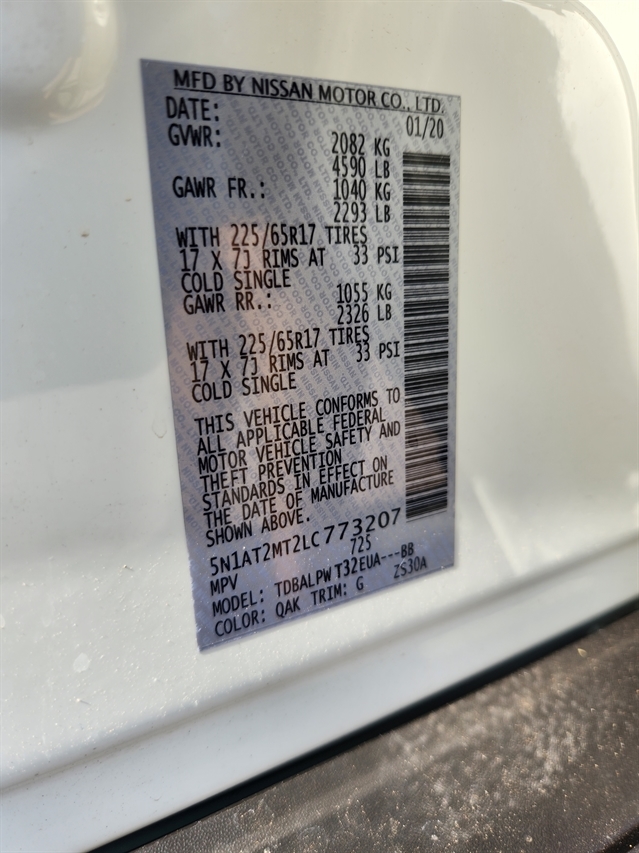 MFD BY NISSAN MOTOR CO., LTD.
DATE: 01/20
GVWR: 2082 KG
4590 LB
GAWR FR.: 1040 KG
2293 LB
WITH 225/65R17 TIRES
17 X 7J RIMS AT 33 PSI
COLD SINGLE
GAWR RR.: 1055 KG
2326 LB
WITH 225/65R17 TIRES
17 X 7J RIMS AT 33 PSI
COLD SINGLE
THIS VEHICLE CONFORMS TO
ALL APPLICABLE FEDERAL
MOTOR VEHICLE SAFETY AND
THEFT PREVENTION
STANDARDS IN EFFECT ON
THE DATE OF MANUFACTURE
SHOWN ABOVE.
5N1AT2MT2LC773207
MPV 725
MODEL: TDBALPW T32EUA---BB
COLOR: QAK TRIM: G ZS30A